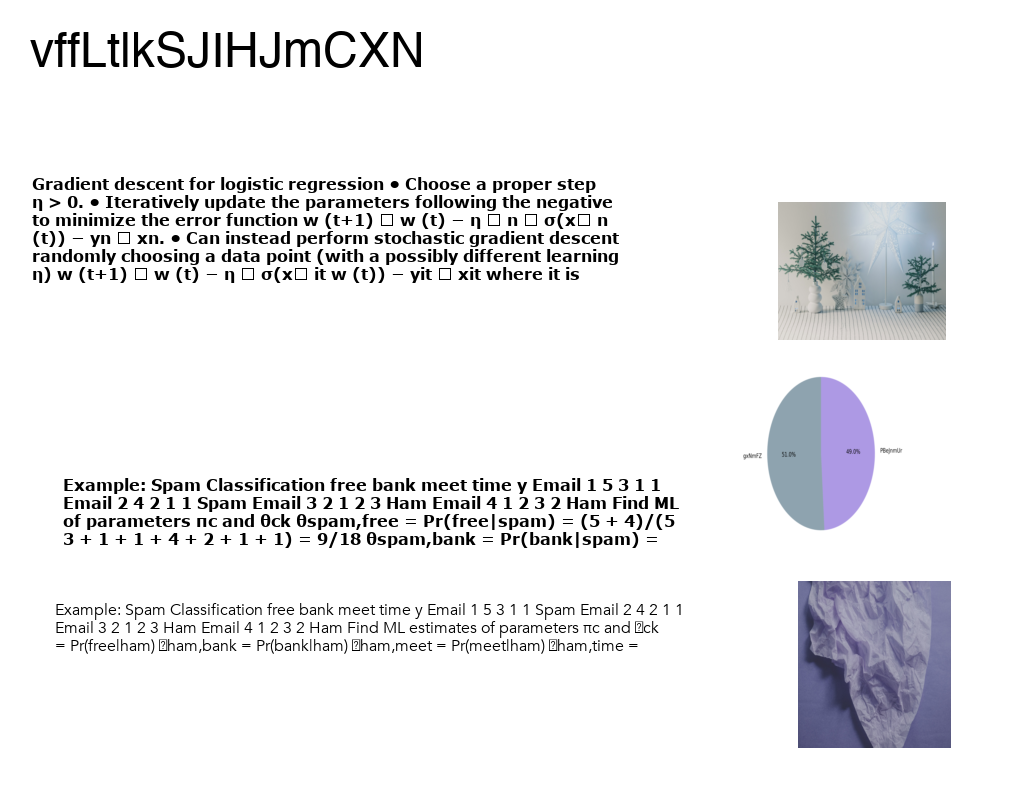 vffLtlkSJIHJmCXN
Gradient descent for logistic regression ● Choose a proper step
η > 0. ● Iteratively update the parameters following the negative
to minimize the error function w (t+1) □ w (t) − η □ n □ σ(x□ n
(t)) − yn □ xn. ● Can instead perform stochastic gradient descent
randomly choosing a data point (with a possibly different learning
η) w (t+1) □ w (t) − η □ σ(x□ it w (t)) − yit □ xit where it is
gxNmFZ
51.0%
49.0%
PBejnmUr
Example: Spam Classification free bank meet time y Email 1 5 3 1 1
Email 2 4 2 1 1 Spam Email 3 2 1 2 3 Ham Email 4 1 2 3 2 Ham Find ML
of parameters πc and θck θspam,free = Pr(free|spam) = (5 + 4)/(5
3 + 1 + 1 + 4 + 2 + 1 + 1) = 9/18 θspam,bank = Pr(bank|spam) =
Example: Spam Classification free bank meet time y Email 1 5 3 1 1 Spam Email 2 4 2 1 1
Email 3 2 1 2 3 Ham Email 4 1 2 3 2 Ham Find ML estimates of parameters πc and □ck
= Pr(free|ham) □ham,bank = Pr(bank|ham) □ham,meet = Pr(meet|ham) □ham,time =